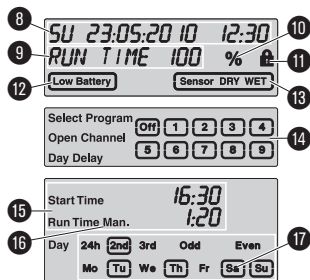 8 SU 23:05:2010 12:30 10
9 RUN TIME 100 % 11
12 Low Battery Sensor DRY WET 13
Select Program Off 1 2 3 4
Open Channel 14
Day Delay 5 6 7 8 9
15 Start Time 16:30
16 Run Time Man. 1:20
Day 24h 2nd 3rd Odd Even 17
Mo Tu We Th Fr Sa Su